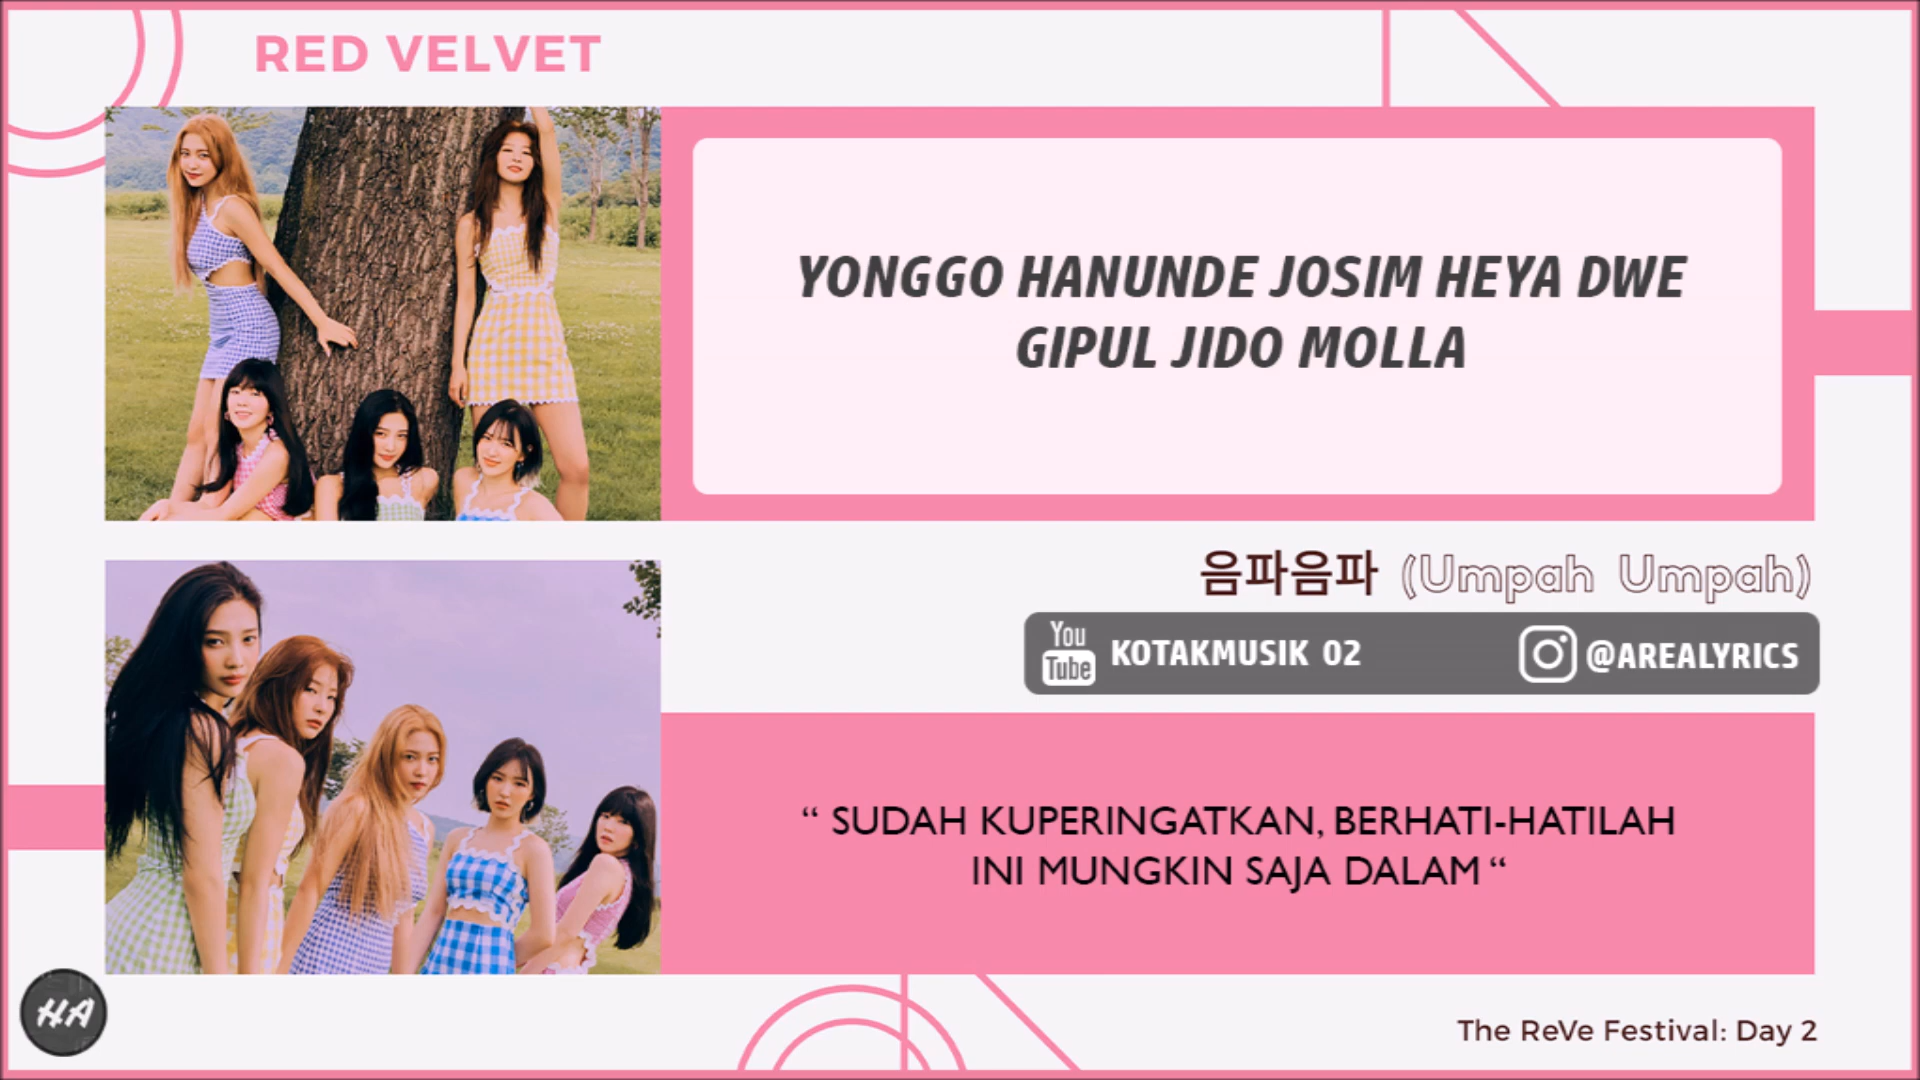 RED VELVET
YONGGO HANUNDE JOSIM HEYA DWE
GIPUL JIDO MOLLA
음파음파 (Umpah Umpah)
You Tube KOTAKMUSIK 02 @AREALYRICS
“ SUDAH KUPERINGATKAN, BERHATI-HATILAH
INI MUNGKIN SAJA DALAM “
HA
The ReVe Festival: Day 2